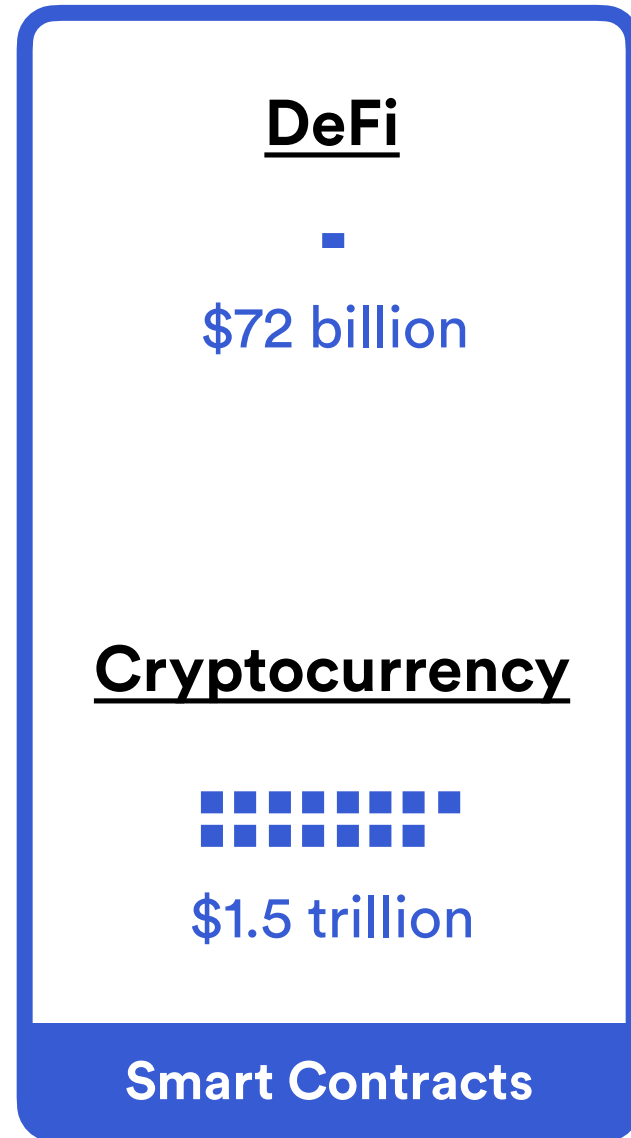 DeFi
$72 billion
Cryptocurrency
$1.5 trillion
Smart Contracts